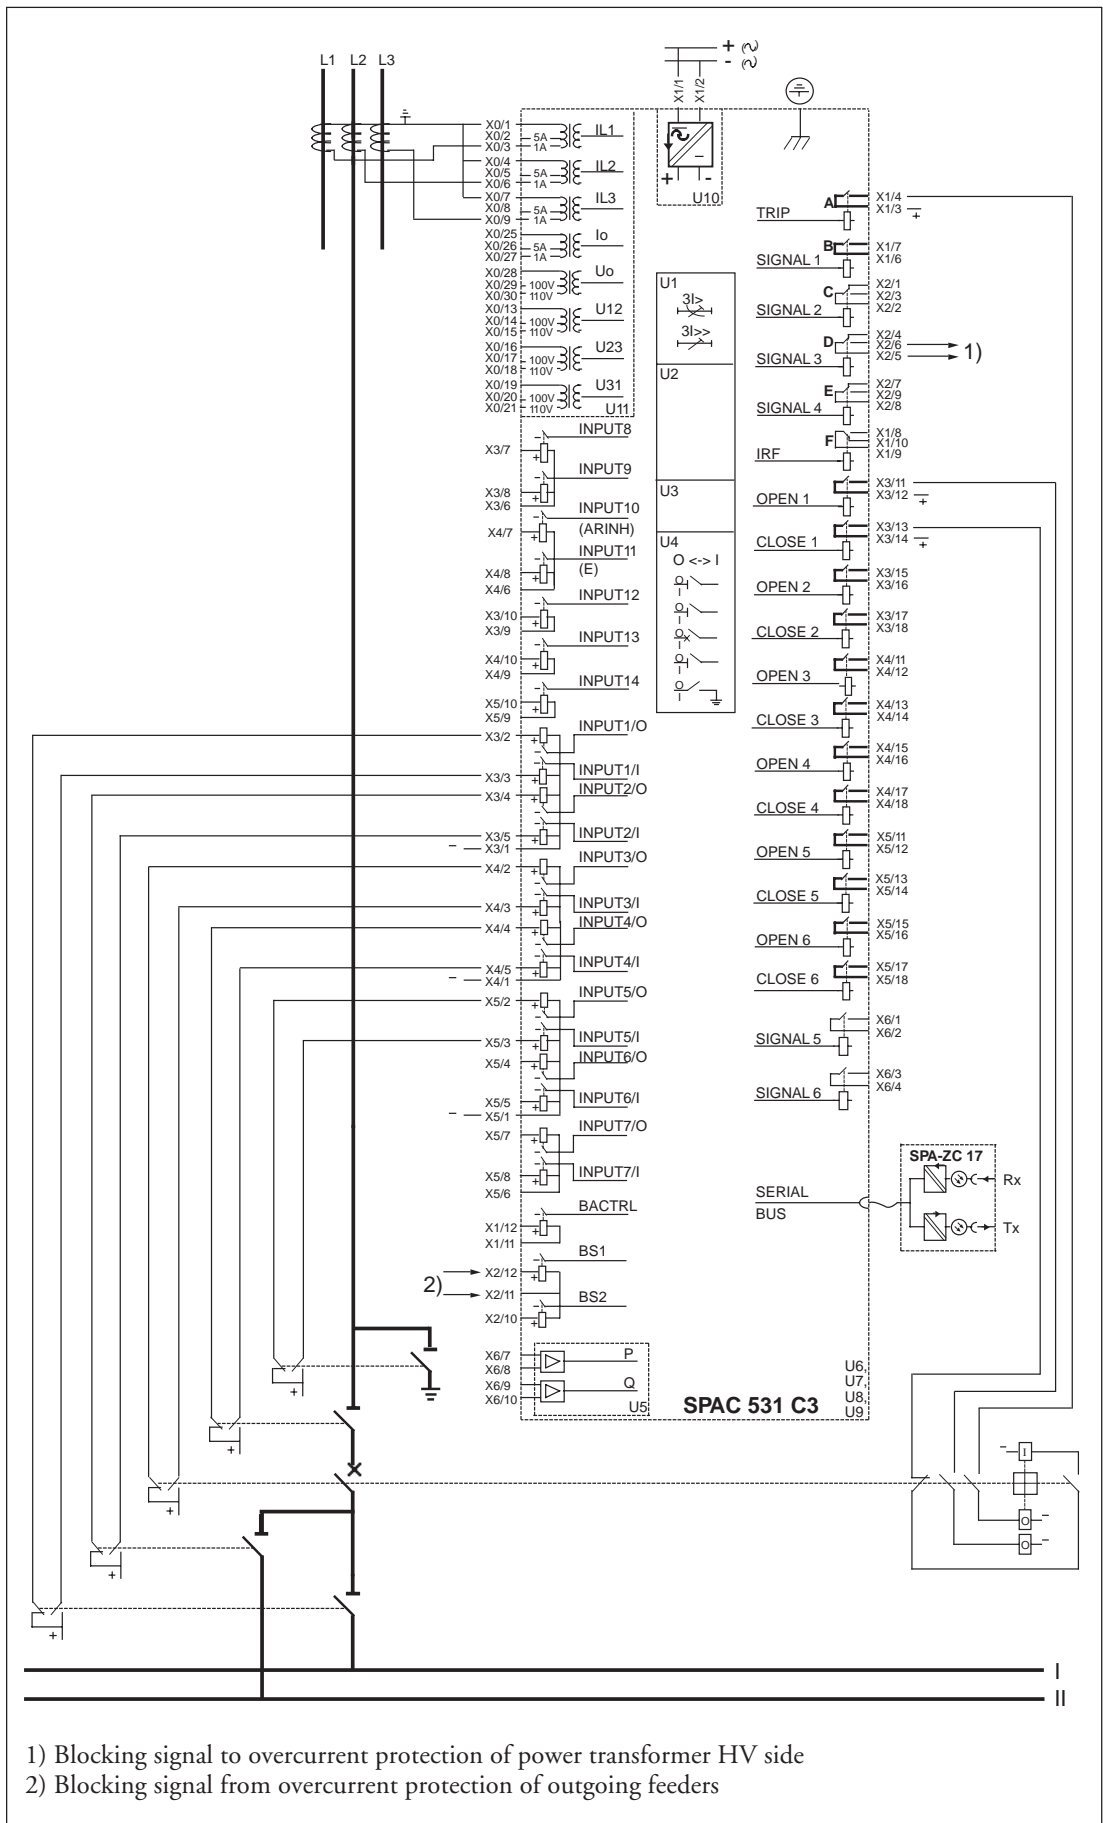 L1 L2 L3
+
-
X1/1
X1/2
+ -
U10
X0/1
X0/2 5A
X0/3 1A
IL1
X0/4
X0/5 5A
X0/6 1A
IL2
X0/7
X0/8 5A
X0/9 1A
IL3
X0/25
X0/26 5A
X0/27 1A
Io
X0/28
X0/29 100V
X0/30 110V
Uo
X0/13
X0/14 100V
X0/15 110V
U12
X0/16
X0/17 100V
X0/18 110V
U23
X0/19
X0/20 100V
X0/21 110V
U31
U11
X3/7
INPUT8
X3/8
X3/6
INPUT9
X4/7
INPUT10
(ARINH)
X4/8
X4/6
INPUT11
(E)
X3/10
X3/9
INPUT12
X4/10
X4/9
INPUT13
X5/10
X5/9
INPUT14
X3/2
INPUT1/O
X3/3
INPUT1/I
X3/4
INPUT2/O
X3/5
X3/1
INPUT2/I
X4/2
INPUT3/O
X4/3
INPUT3/I
X4/4
INPUT4/O
X4/5
X4/1
INPUT4/I
X5/2
INPUT5/O
X5/3
INPUT5/I
X5/4
INPUT6/O
X5/5
X5/1
INPUT6/I
X5/7
INPUT7/O
X5/8
X5/6
INPUT7/I
X1/12
X1/11
BACTRL
2)
X2/12
X2/11
X2/10
BS1
BS2
X6/7
X6/8
P
X6/9
X6/10
Q
U5
U1
3I>
3I>>
U2
U3
U4
O <-> I
O
I
O
I
O
I
O
I
O
I
TRIP
A
X1/4
X1/3
SIGNAL 1
B
X1/7
X1/6
SIGNAL 2
C
X2/1
X2/3
X2/2
SIGNAL 3
D
X2/4
X2/6
X2/5
1)
SIGNAL 4
E
X2/7
X2/9
X2/8
IRF
F
X1/8
X1/10
X1/9
OPEN 1
X3/11
X3/12
CLOSE 1
X3/13
X3/14
OPEN 2
X3/15
X3/16
CLOSE 2
X3/17
X3/18
OPEN 3
X4/11
X4/12
CLOSE 3
X4/13
X4/14
OPEN 4
X4/15
X4/16
CLOSE 4
X4/17
X4/18
OPEN 5
X5/11
X5/12
CLOSE 5
X5/13
X5/14
OPEN 6
X5/15
X5/16
CLOSE 6
X5/17
X5/18
SIGNAL 5
X6/1
X6/2
SIGNAL 6
X6/3
X6/4
SERIAL
BUS
SPA-ZC 17
Rx
Tx
SPAC 531 C3
U6,
U7,
U8,
U9
I
O
O
I
II
1) Blocking signal to overcurrent protection of power transformer HV side
2) Blocking signal from overcurrent protection of outgoing feeders